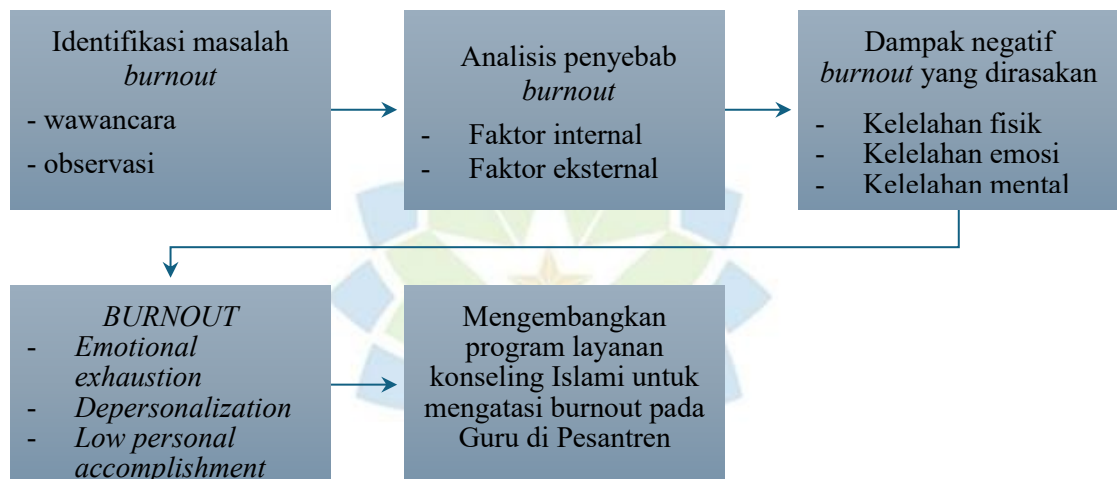 Identifikasi masalah
burnout
- wawancara
- observasi
Analisis penyebab
burnout
- Faktor internal
- Faktor eksternal
Dampak negatif
burnout yang dirasakan
- Kelelahan fisik
- Kelelahan emosi
- Kelelahan mental
BURNOUT
- Emotional
exhaustion
- Depersonalization
- Low personal
accomplishment
Mengembangkan
program layanan
konseling Islami untuk
mengatasi burnout pada
Guru di Pesantren